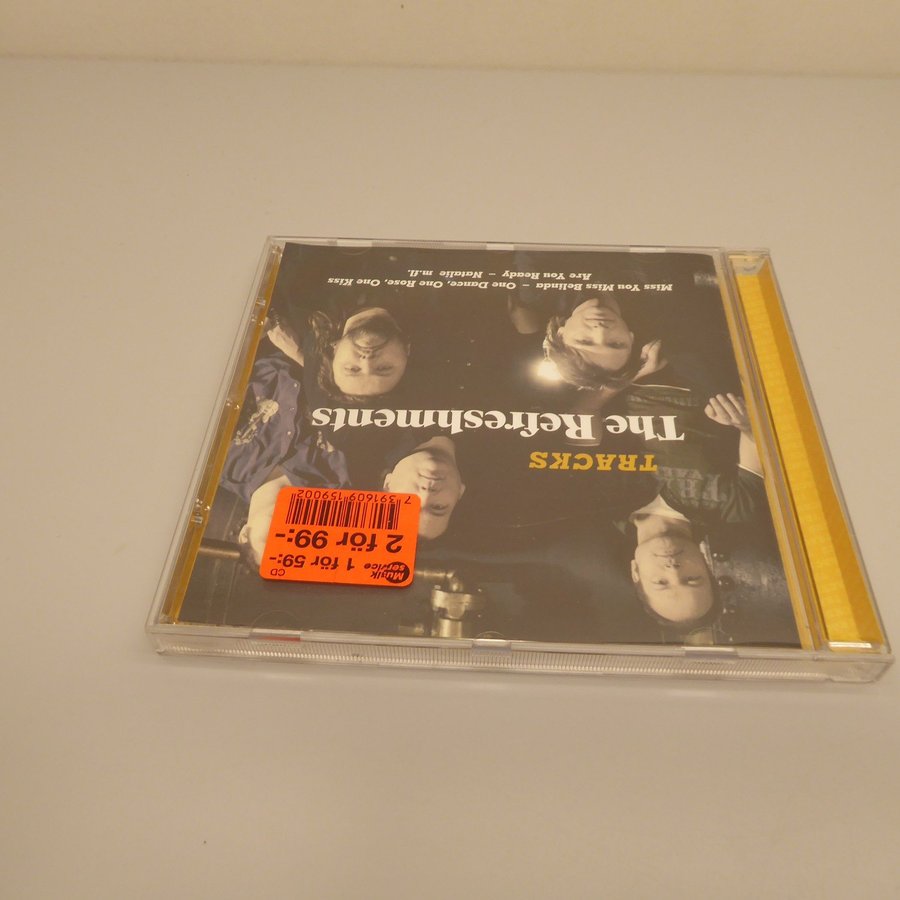 TRACKS
The Refreshments
Miss You Miss Belinda – One Dance, One Rose, One Kiss
Are You Ready – Natalie m.fl.
Musik service 1 för 59:- CD
2 för 99:-
7 391609 159002